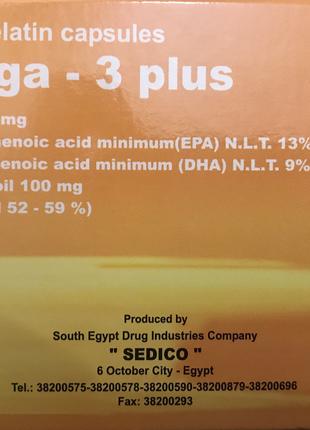 elatin capsules
ga - 3 plus
mg
enoic acid minimum(EPA) N.L.T. 13%
enoic acid minimum (DHA) N.L.T. 9%
oil 100 mg
52 - 59 %)
Produced by
South Egypt Drug Industries Company
" SEDICO "
6 October City - Egypt
Tel.: 38200575-38200578-38200590-38200879-38200696
Fax: 38200293